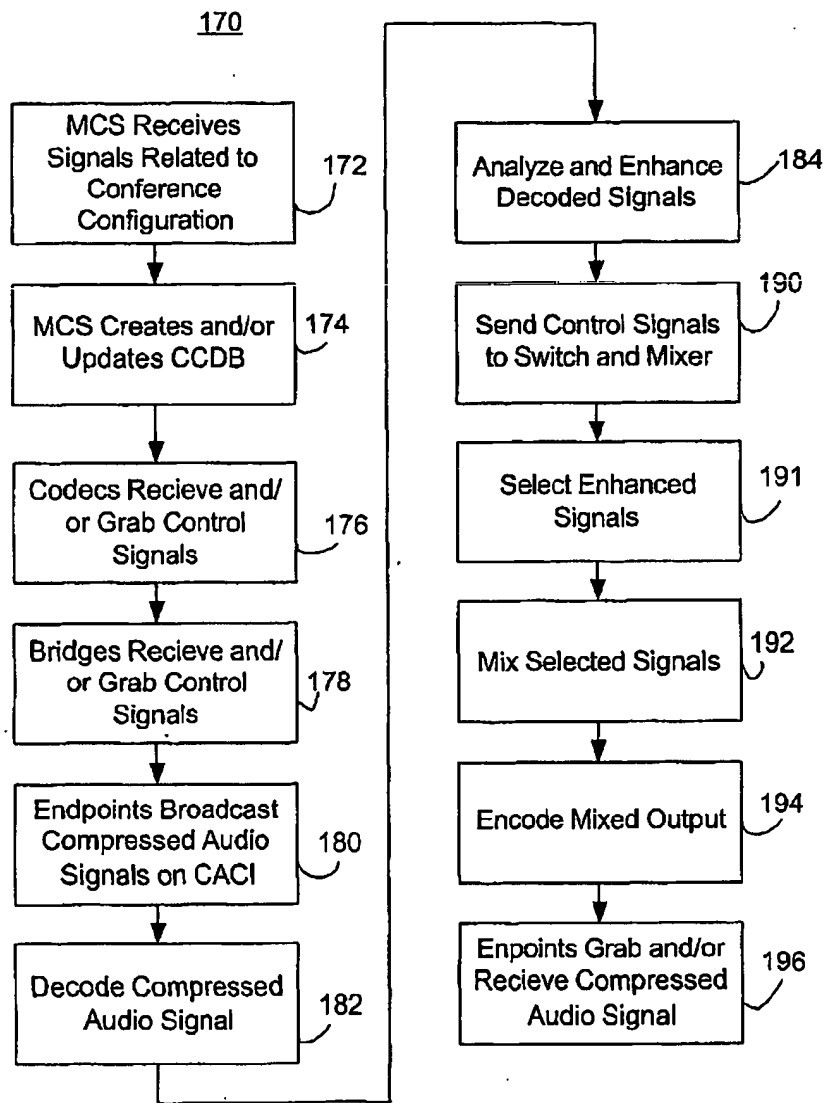 170
MCS Receives
Signals Related to
Conference
Configuration
172
MCS Creates and/or
Updates CCDB
174
Codecs Recieve and/
or Grab Control
Signals
176
Bridges Recieve and/
or Grab Control
Signals
178
Endpoints Broadcast
Compressed Audio
Signals on CACI
180
Decode Compressed
Audio Signal
182
Analyze and Enhance
Decoded Signals
184
Send Control Signals
to Switch and Mixer
190
Select Enhanced
Signals
191
Mix Selected Signals
192
Encode Mixed Output
194
Enpoints Grab and/or
Recieve Compressed
Audio Signal
196